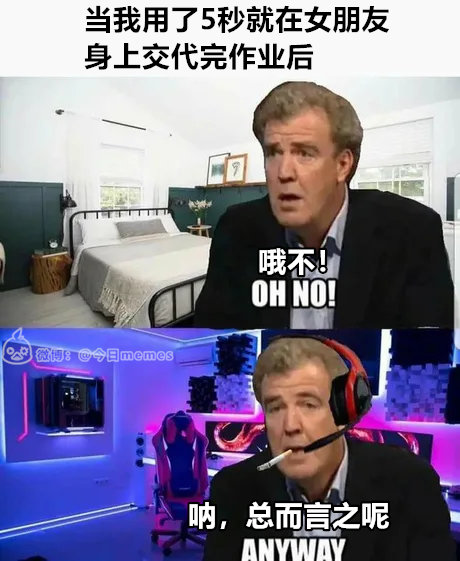 当我用了5秒就在女朋友
身上交代完作业后
哦不!
OH NO!
微博：@今日memes
呐，总而言之呢
ANYWAY